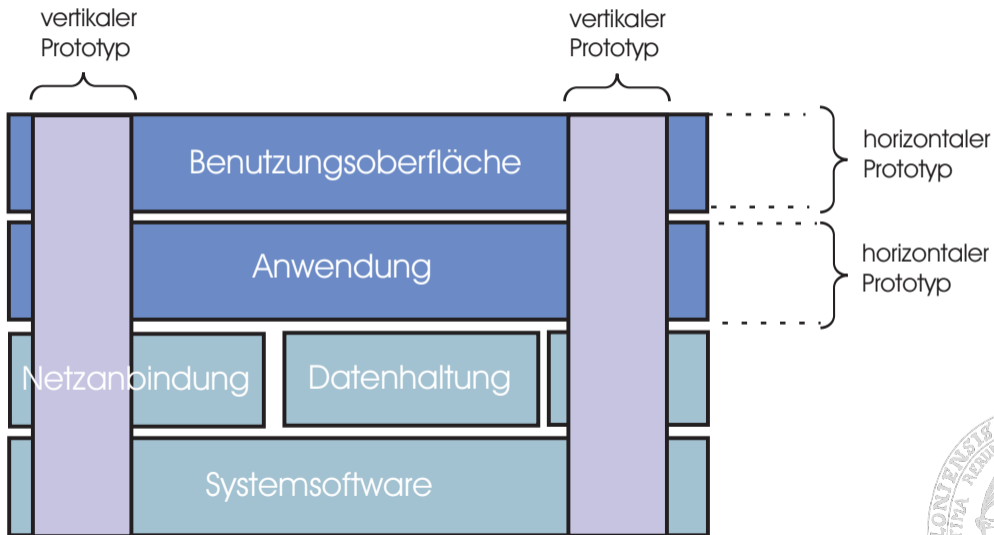 vertikaler
Prototyp
vertikaler
Prototyp
Benutzungsoberfläche
horizontaler
Prototyp
Anwendung
horizontaler
Prototyp
Netzanbindung
Datenhaltung
Systemsoftware